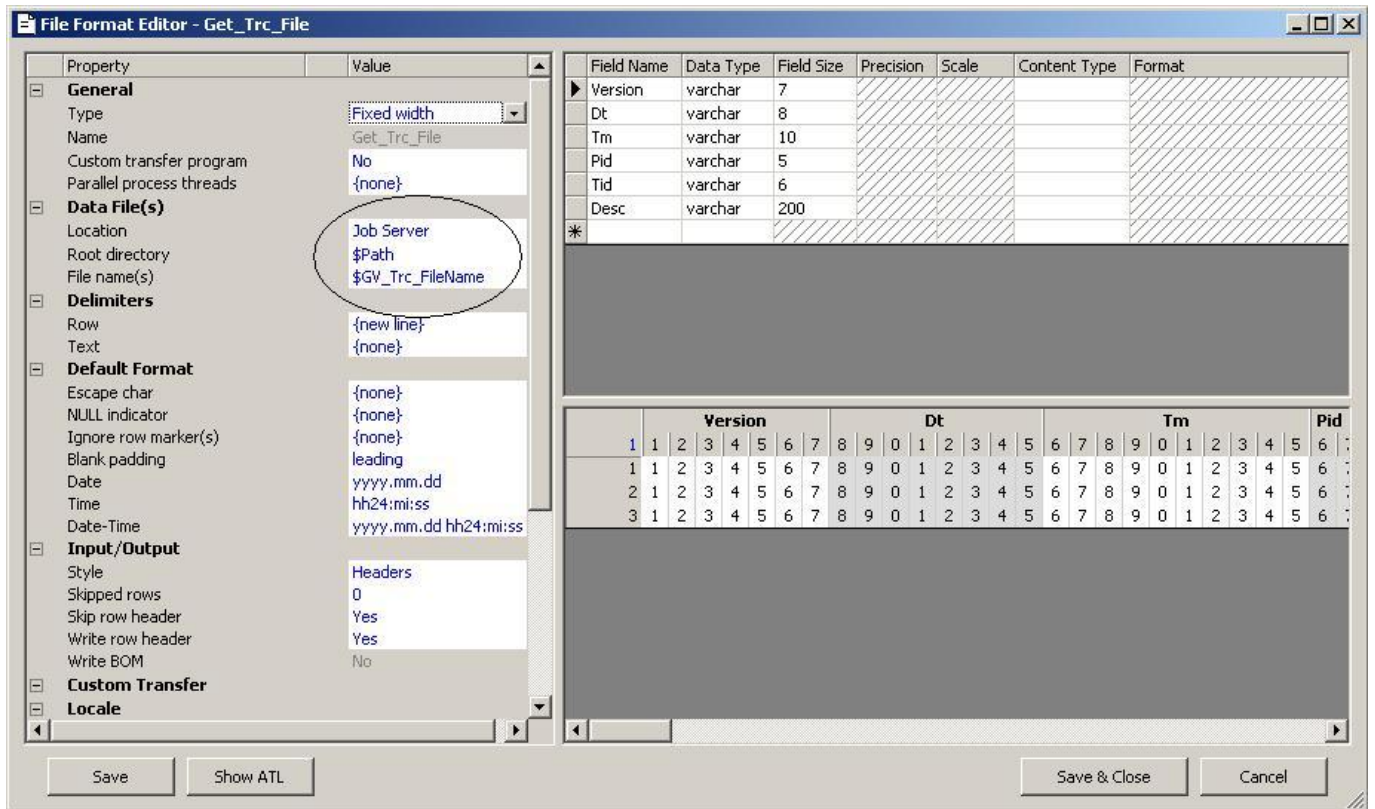 File Format Editor - Get_Trc_File
Property Value
General
Type Fixed width
Name Get_Trc_File
Custom transfer program No
Parallel process threads {none}
Data File(s)
Location Job Server
Root directory $Path
File name(s) $GV_Trc_FileName
Delimiters
Row {new line}
Text {none}
Default Format
Escape char {none}
NULL indicator {none}
Ignore row marker(s) {none}
Blank padding leading
Date yyyy.mm.dd
Time hh24:mi:ss
Date-Time yyyy.mm.dd hh24:mi:ss
Input/Output
Style Headers
Skipped rows 0
Skip row header Yes
Write row header Yes
Write BOM No
Custom Transfer
Locale
Field Name Data Type Field Size Precision Scale Content Type Format
Version varchar 7
Dt varchar 8
Tm varchar 10
Pid varchar 5
Tid varchar 6
Desc varchar 200
Version Dt Tm Pid
1 1 2 3 4 5 6 7 8 9 0 1 2 3 4 5 6 7 8 9 0 1 2 3 4 5 6
1 1 2 3 4 5 6 7 8 9 0 1 2 3 4 5 6 7 8 9 0 1 2 3 4 5 6
2 1 2 3 4 5 6 7 8 9 0 1 2 3 4 5 6 7 8 9 0 1 2 3 4 5 6
3 1 2 3 4 5 6 7 8 9 0 1 2 3 4 5 6 7 8 9 0 1 2 3 4 5 6
Save Show ATL Save & Close Cancel